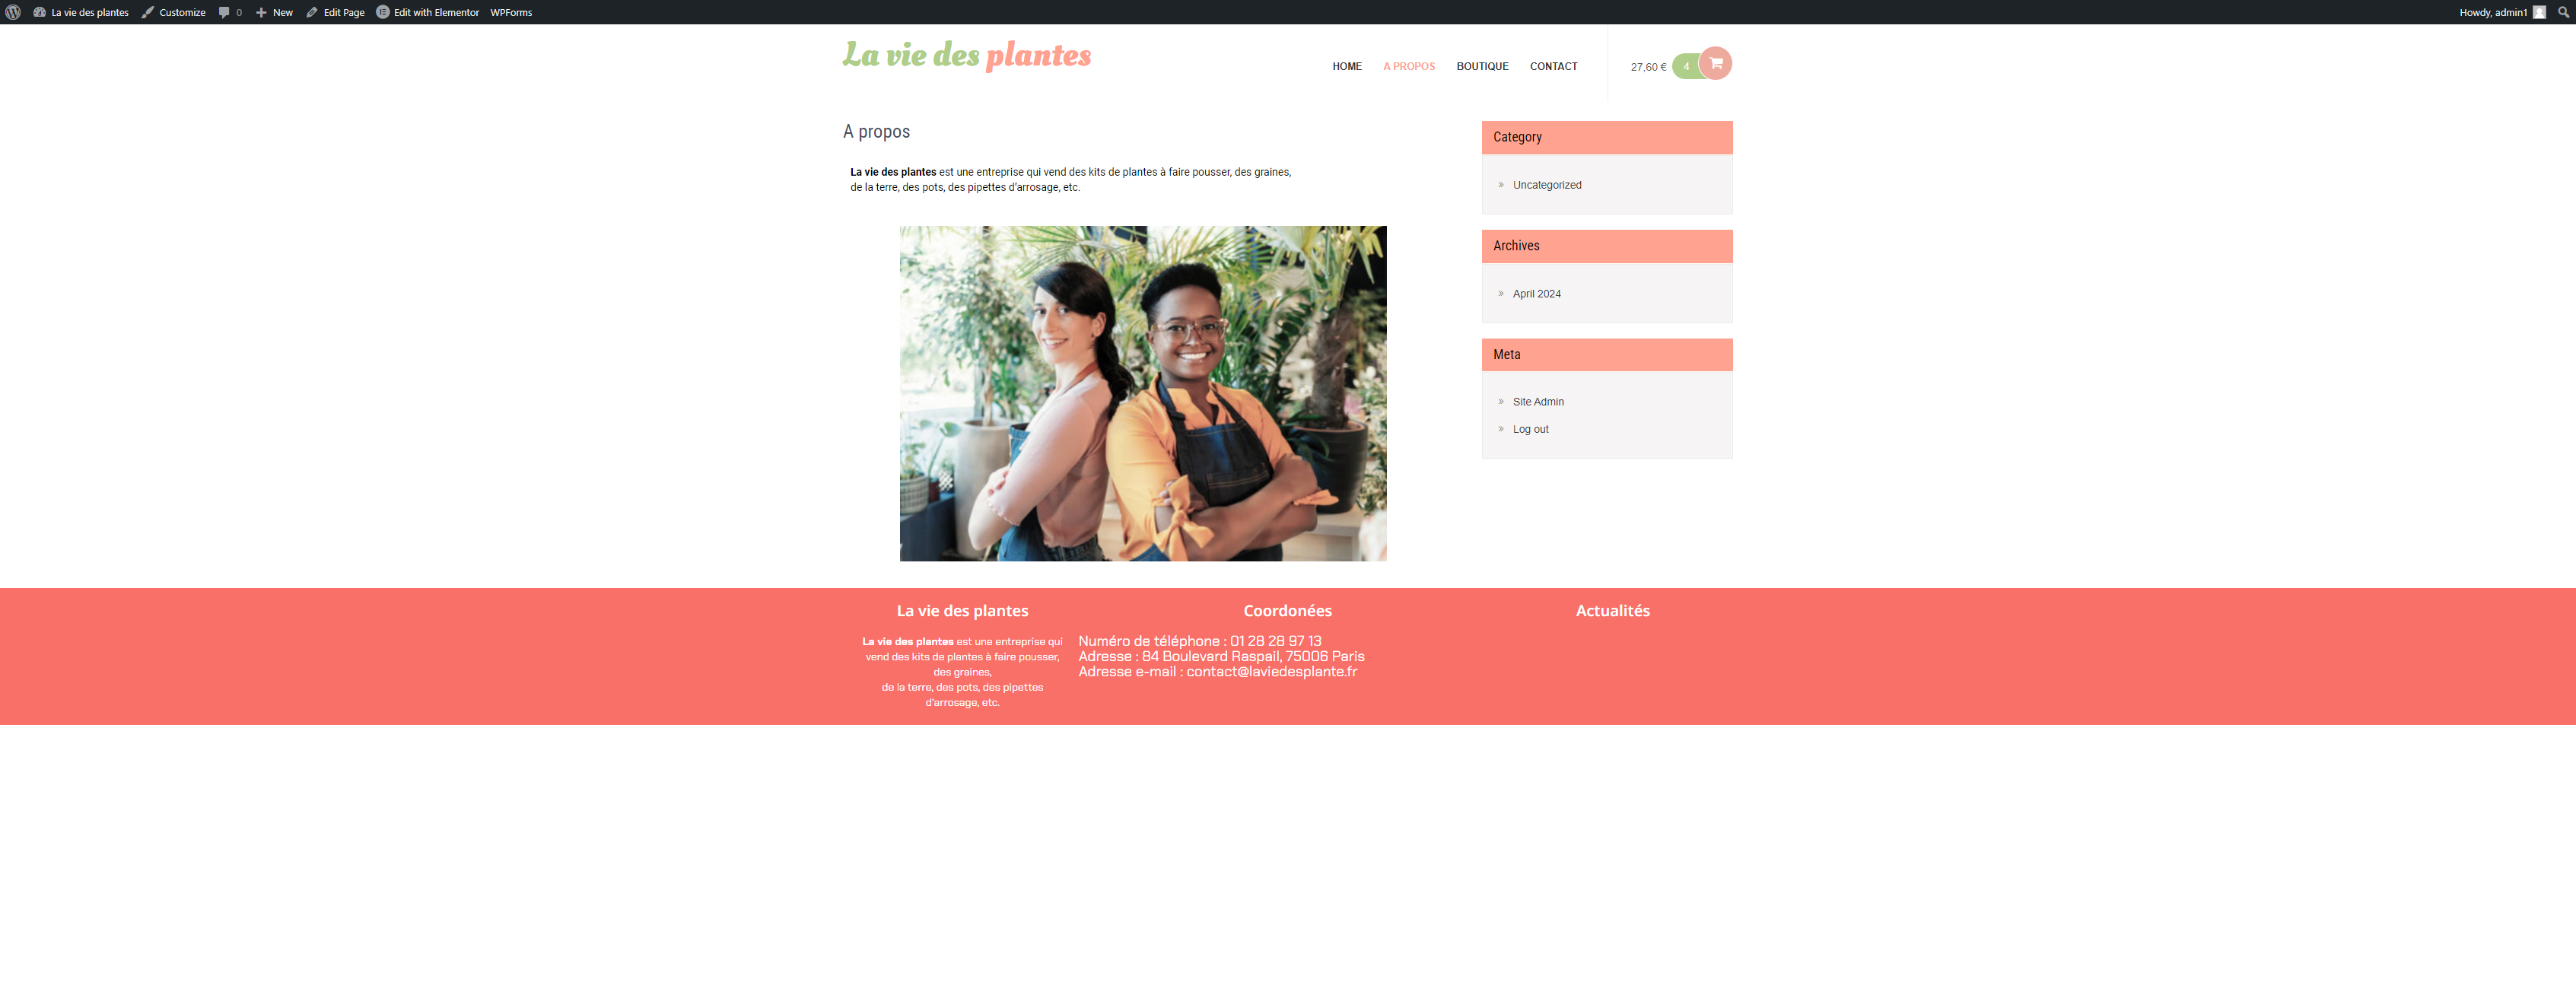 La vie des plantes Customize 0 New Edit Page Edit with Elementor WPForms Howdy, admin1
La vie des plantes
HOME A PROPOS BOUTIQUE CONTACT 27,60 € 4
A propos
La vie des plantes est une entreprise qui vend des kits de plantes à faire pousser, des graines,
de la terre, des pots, des pipettes d’arrosage, etc.
Category
» Uncategorized
Archives
» April 2024
Meta
» Site Admin
» Log out
La vie des plantes
La vie des plantes est une entreprise qui
vend des kits de plantes à faire pousser,
des graines,
de la terre, des pots, des pipettes
d’arrosage, etc.
Coordonées
Numéro de téléphone : 01 28 28 97 13
Adresse : 84 Boulevard Raspail, 75006 Paris
Adresse e-mail : contact@laviedesplante.fr
Actualités